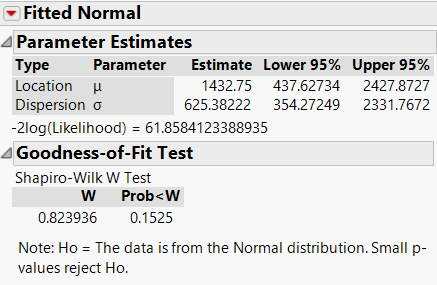 Fitted Normal
Parameter Estimates
Type Parameter Estimate Lower 95% Upper 95%
Location μ 1432.75 437.62734 2427.8727
Dispersion σ 625.38222 354.27249 2331.7672
-2log(Likelihood) = 61.8584123388935
Goodness-of-Fit Test
Shapiro-Wilk W Test
W Prob<W
0.823936 0.1525
Note: Ho = The data is from the Normal distribution. Small p-
values reject Ho.